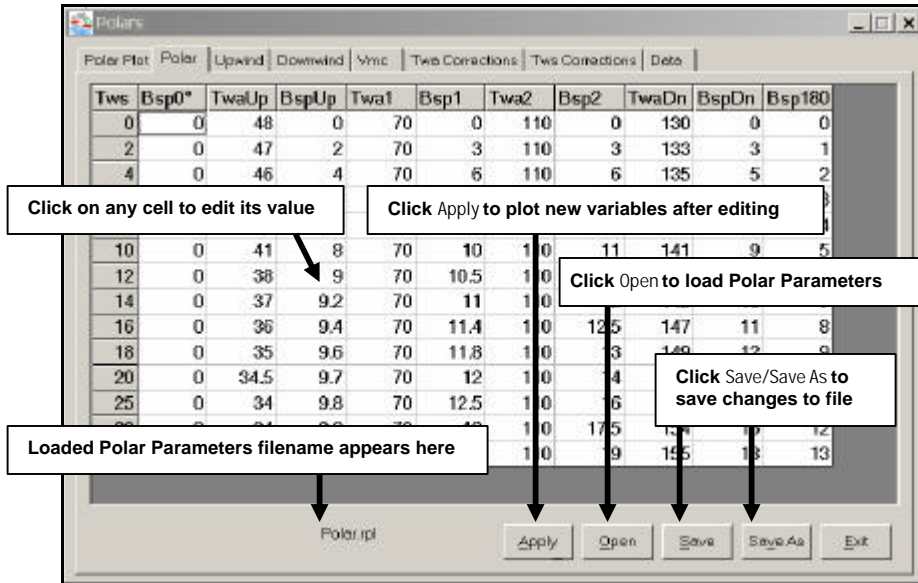 Polars
Polar Plot Polar Upwind Downwind Vmc Twa Corrections Tws Corrections Data
Tws Bsp0° TwaUp BspUp Twa1 Bsp1 Twa2 Bsp2 TwaDn BspDn Bsp180
0 0 48 0 70 0 110 0 130 0 0
2 0 47 2 70 3 110 3 133 3 1
4 0 46 4 70 6 110 6 135 5 2
Click on any cell to edit its value
Click Apply to plot new variables after editing
10 0 41 8 70 10 11 141 9 5
12 0 38 9 70 10.5
Click Open to load Polar Parameters
14 0 37 9.2 70 11
16 0 36 9.4 70 11.4 12.5 147 11 8
18 0 35 9.6 70 11.8
20 0 34.5 9.7 70 12
Click Save/Save As to
save changes to file
25 0 34 9.8 70 12.5
12
Loaded Polar Parameters filename appears here
13
Polar.rpl
Apply Open Save Save As Exit